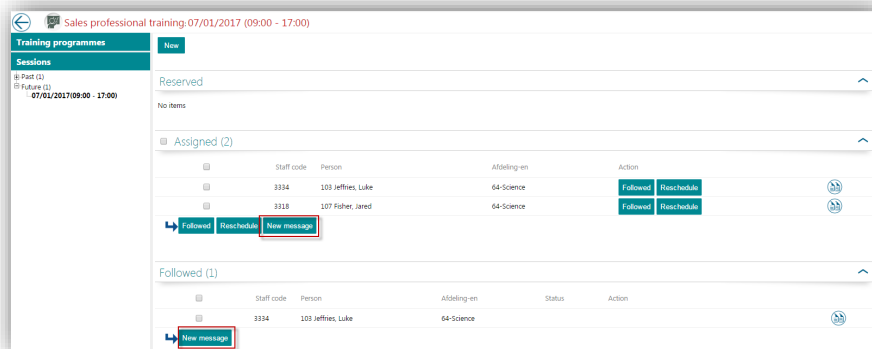 Sales professional training: 07/01/2017 (09:00 - 17:00)
Training programmes
New
Sessions
Past (1)
Future (1)
07/01/2017(09:00 - 17:00)
Reserved
No items
Assigned (2)
Staff code Person Afdeling-en Action
3334 103 Jeffries, Luke 64-Science Followed Reschedule
3318 107 Fisher, Jared 64-Science Followed Reschedule
Followed Reschedule New message
Followed (1)
Staff code Person Afdeling-en Status Action
3334 103 Jeffries, Luke 64-Science
New message